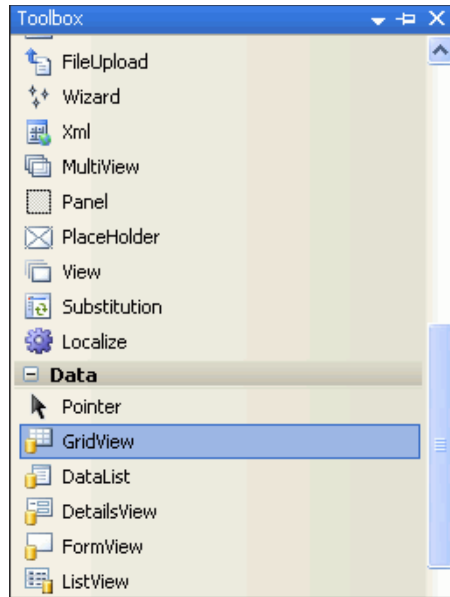 Toolbox
FileUpload
Wizard
Xml
MultiView
Panel
PlaceHolder
View
Substitution
Localize
Data
Pointer
GridView
DataList
DetailsView
FormView
ListView